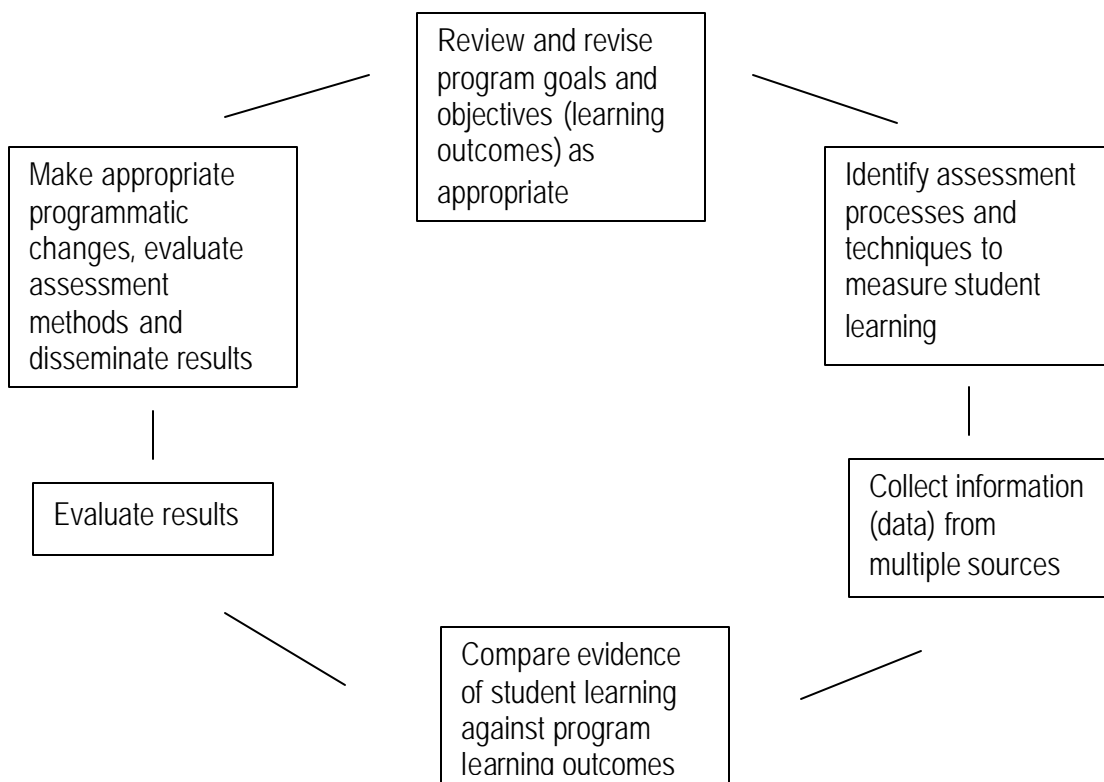 Review and revise
program goals and
objectives (learning
outcomes) as
appropriate
Make appropriate
programmatic
changes, evaluate
assessment
methods and
disseminate results
Identify assessment
processes and
techniques to
measure student
learning
Evaluate results
Collect information
(data) from
multiple sources
Compare evidence
of student learning
against program
learning outcomes